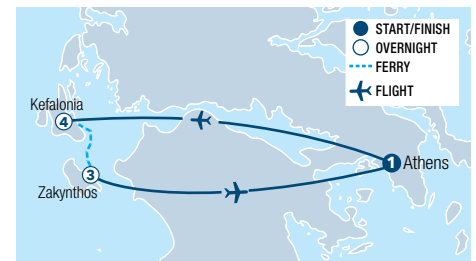 START/FINISH
OVERNIGHT
FERRY
FLIGHT
Kefalonia
4
1 Athens
3
Zakynthos